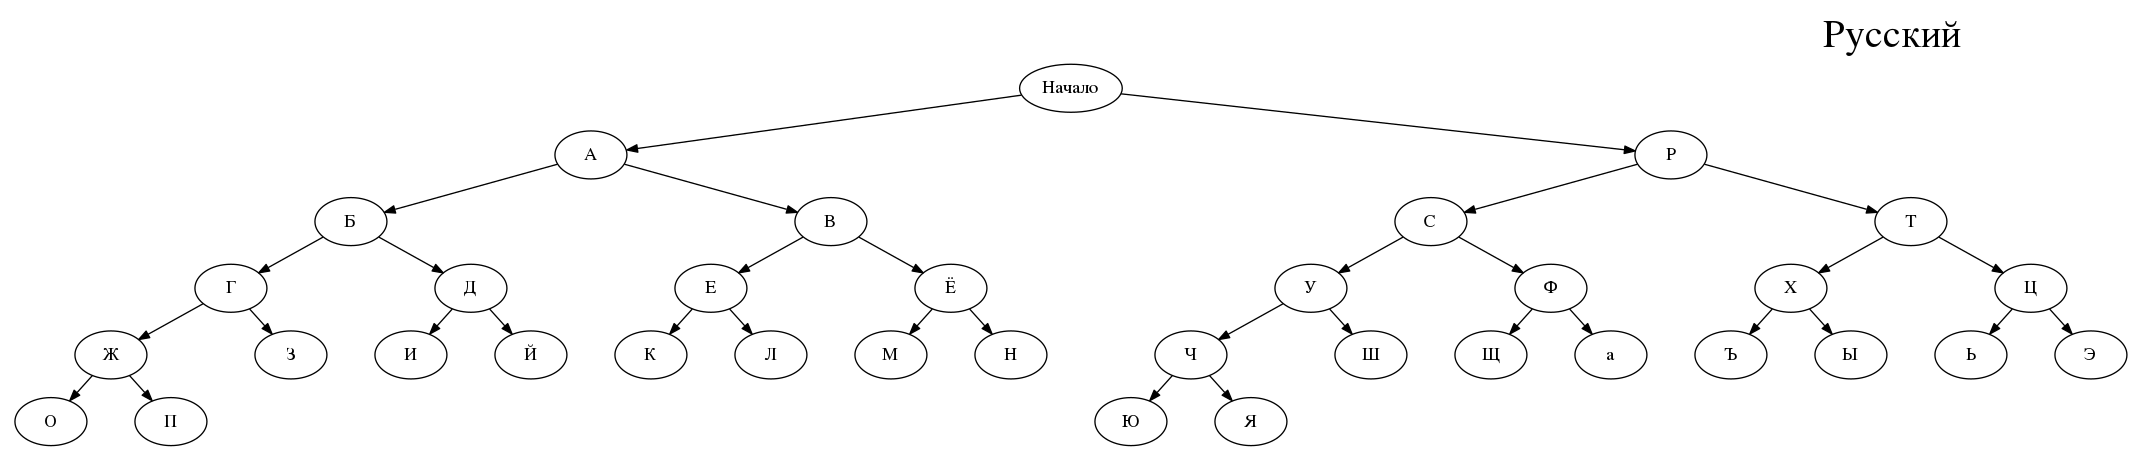 Русский
Начало
А Р
Б В С Т
Г Д Е Ё У Ф Х Ц
Ж З И Й К Л М Н Ч Ш Щ а Ъ Ы Ь Э
О П Ю Я